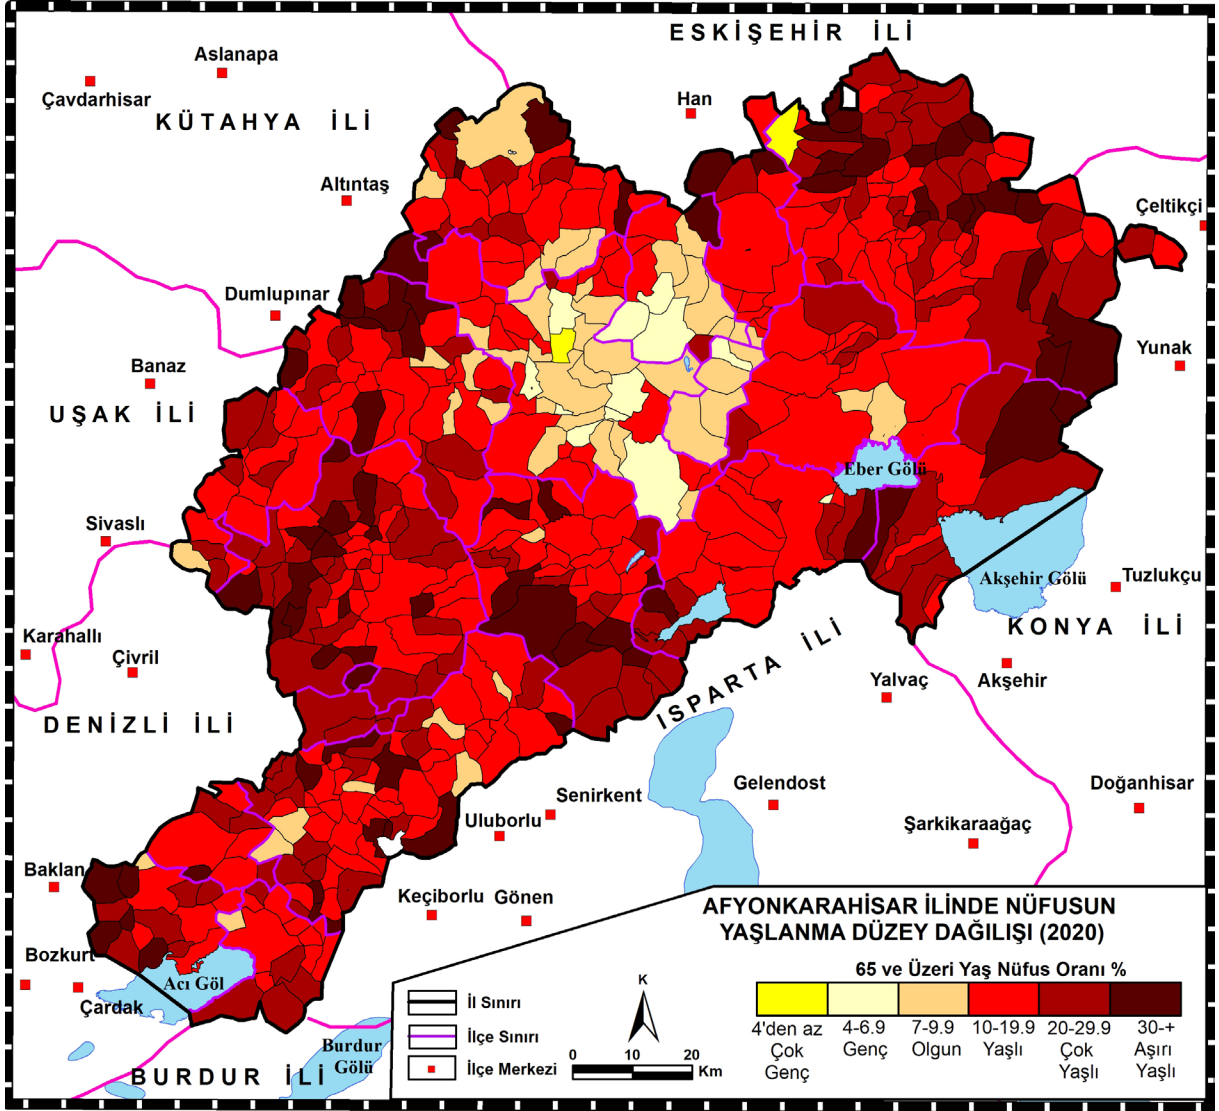 ESKİŞEHİR İLİ
Aslanapa
Çavdarhisar
KÜTAHYA İLİ
Han
Altıntaş
Çeltikçi
Dumlupınar
Banaz
Yunak
UŞAK İLİ
Eber Gölü
Sivaslı
Akşehir Gölü
Tuzlukçu
KONYA İLİ
Karahallı
Çivril
Akşehir
Yalvaç
ISPARTA İLİ
DENİZLİ İLİ
Gelendost
Doğanhisar
Senirkent
Uluborlu
Şarkikaraağaç
Baklan
Keçiborlu
Gönen
Bozkurt
Acı Göl
Çardak
Burdur
Gölü
BURDUR İLİ
AFYONKARAHİSAR İLİNDE NÜFUSUN
YAŞLANMA DÜZEY DAĞILIŞI (2020)
65 ve Üzeri Yaş Nüfus Oranı %
4'den az 4-6.9 7-9.9 10-19.9 20-29.9 30-+
Çok Genç Olgun Yaşlı Çok Aşırı
Genç Yaşlı Yaşlı
İl Sınırı
İlçe Sınırı
İlçe Merkezi
K
0 10 20
Km